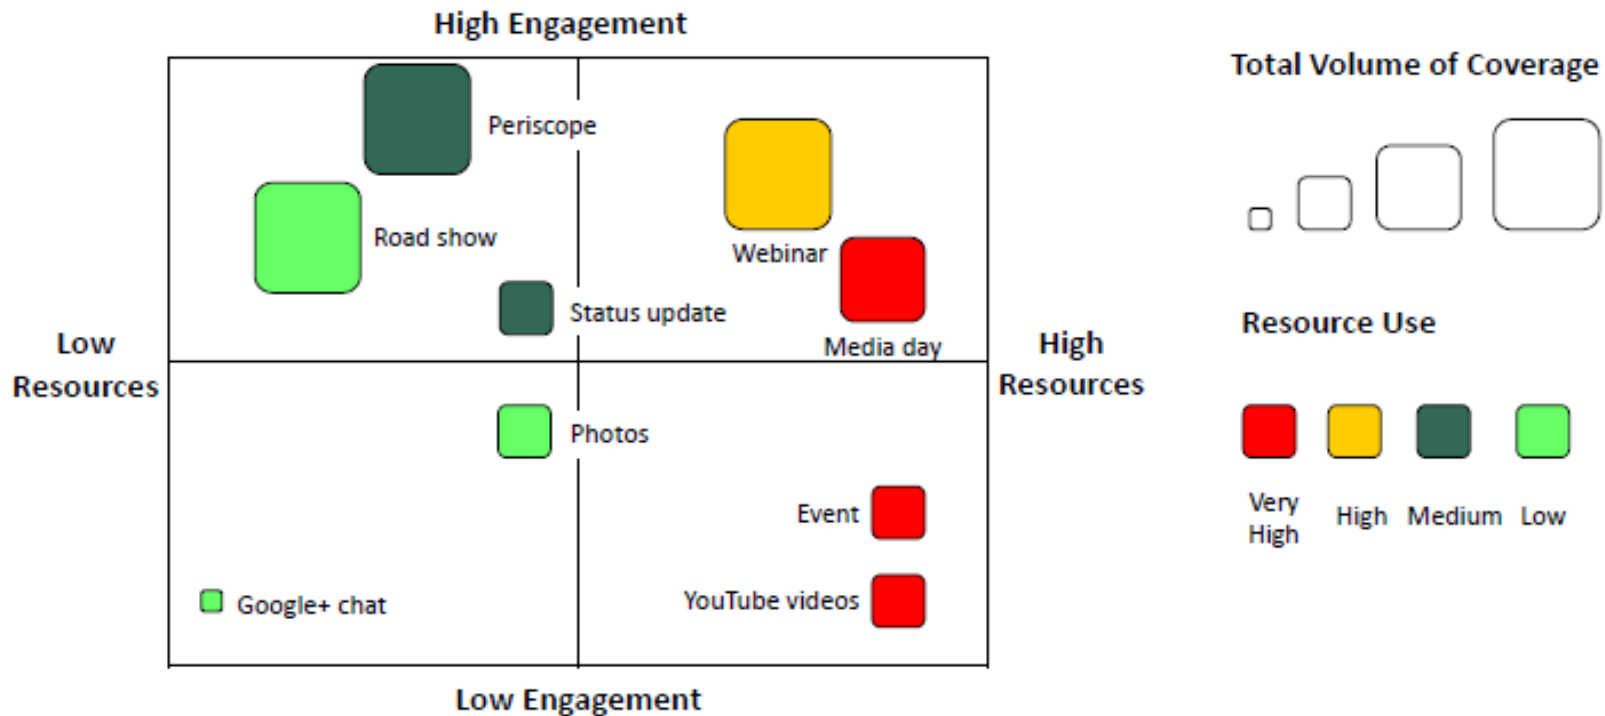 High Engagement
Total Volume of Coverage
Periscope
Road show
Webinar
Status update
Media day
Low
Resources
High
Resources
Resource Use
Photos
Event
Very
High
High
Medium
Low
Google+ chat
YouTube videos
Low Engagement